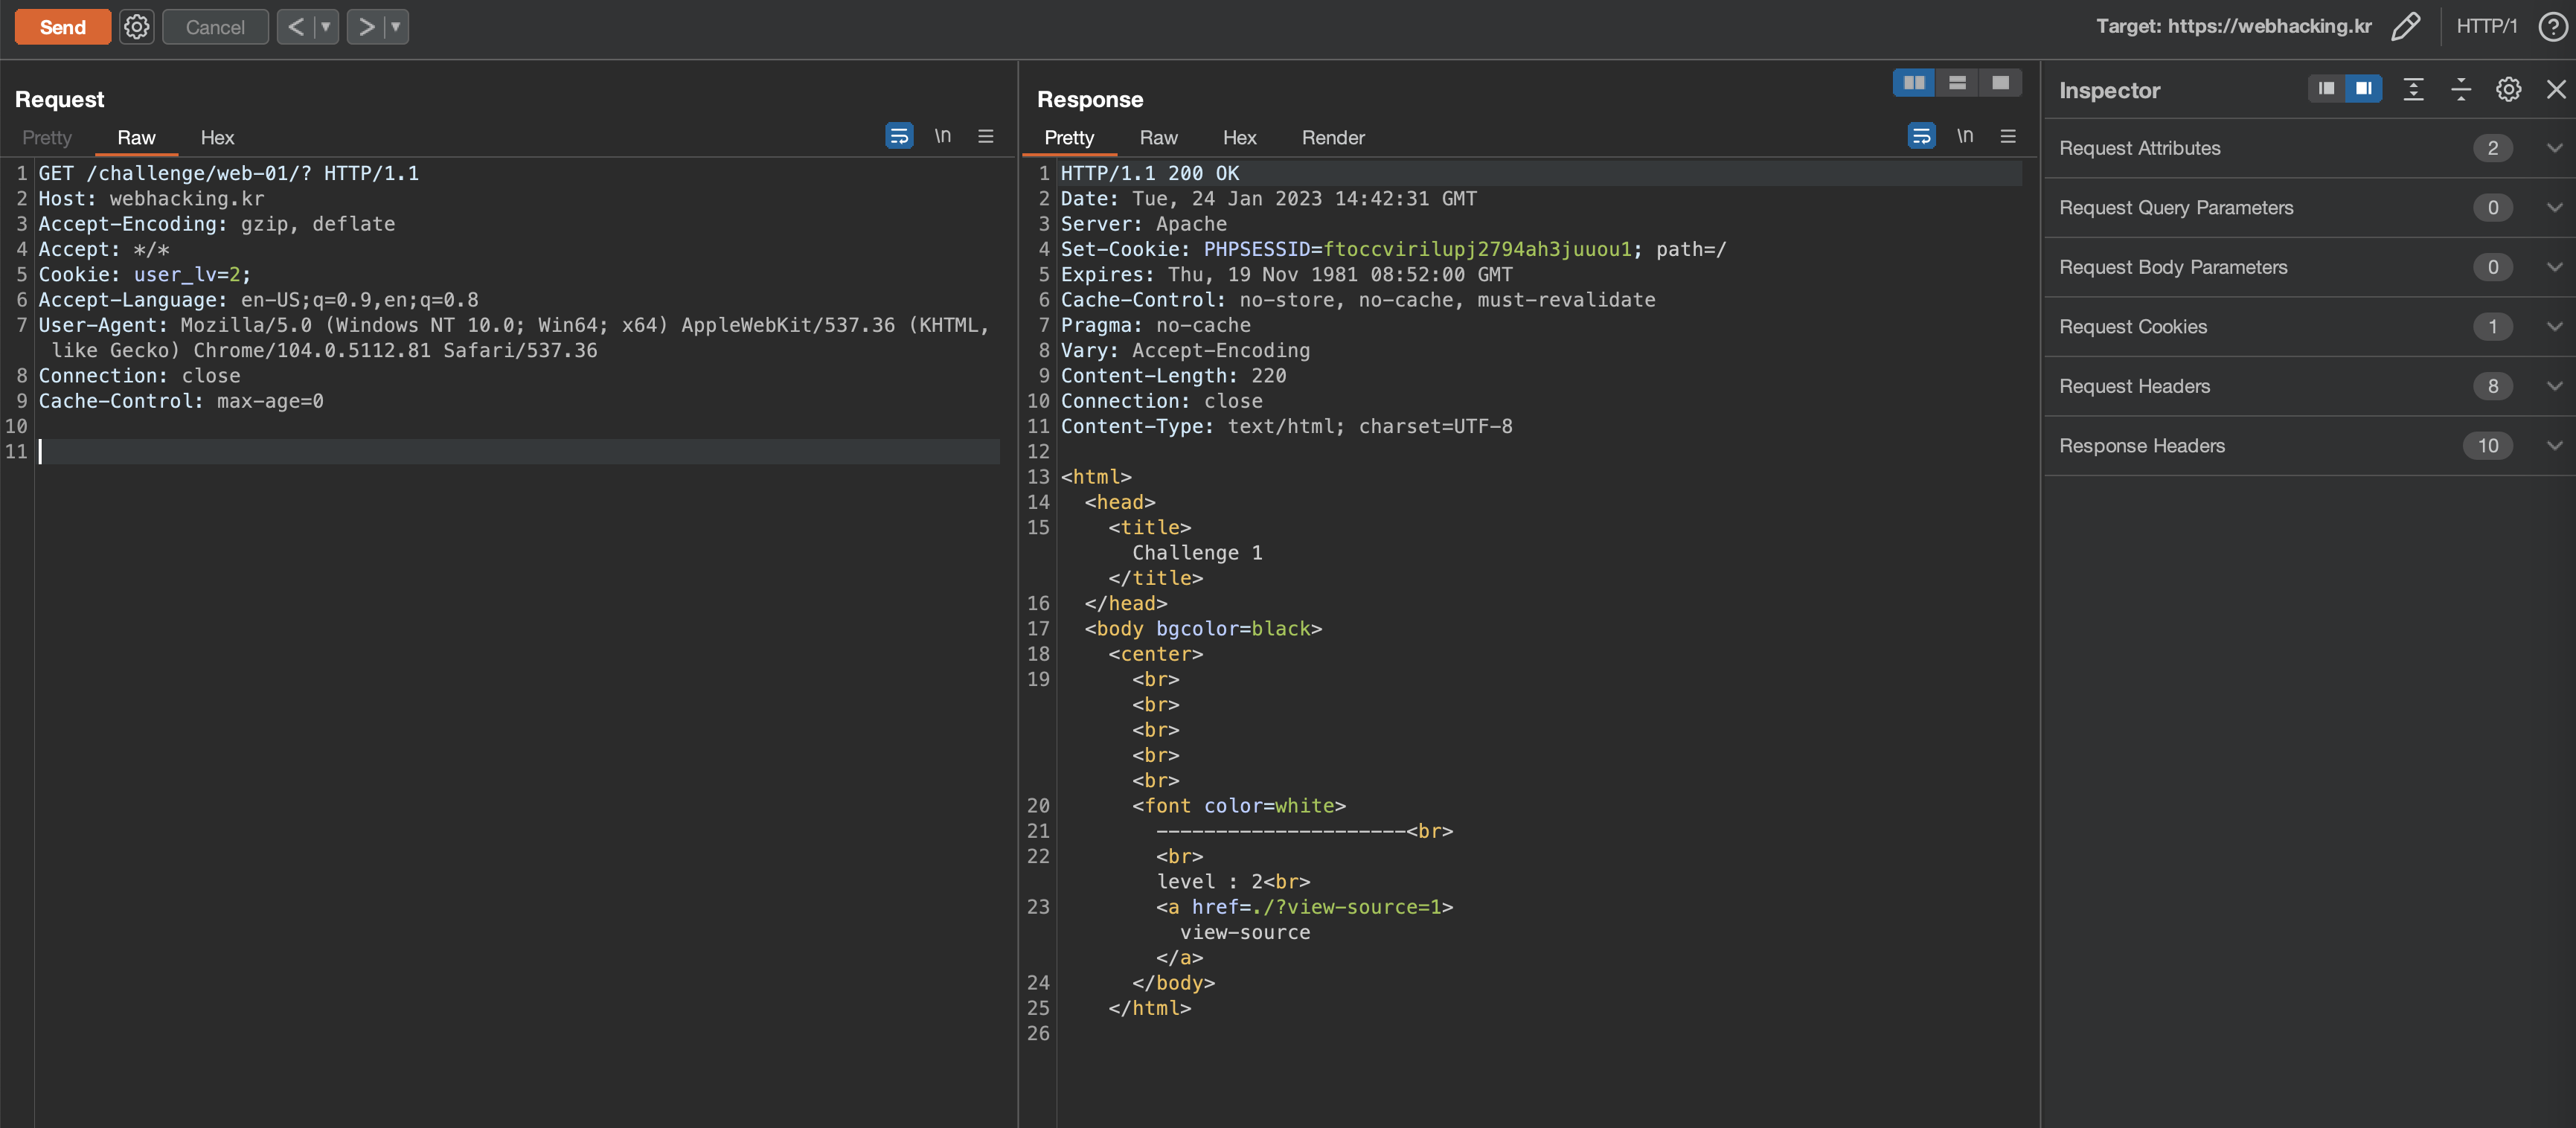 Send
Cancel
Target: https://webhacking.kr
HTTP/1
Request
Pretty
Raw
Hex
\n
1 GET /challenge/web-01/? HTTP/1.1
2 Host: webhacking.kr
3 Accept-Encoding: gzip, deflate
4 Accept: */*
5 Cookie: user_lv=2;
6 Accept-Language: en-US;q=0.9,en;q=0.8
7 User-Agent: Mozilla/5.0 (Windows NT 10.0; Win64; x64) AppleWebKit/537.36 (KHTML,
like Gecko) Chrome/104.0.5112.81 Safari/537.36
8 Connection: close
9 Cache-Control: max-age=0
10
11
Response
Pretty
Raw
Hex
Render
\n
1 HTTP/1.1 200 OK
2 Date: Tue, 24 Jan 2023 14:42:31 GMT
3 Server: Apache
4 Set-Cookie: PHPSESSID=ftoccvirilupj2794ah3juuou1; path=/
5 Expires: Thu, 19 Nov 1981 08:52:00 GMT
6 Cache-Control: no-store, no-cache, must-revalidate
7 Pragma: no-cache
8 Vary: Accept-Encoding
9 Content-Length: 220
10 Connection: close
11 Content-Type: text/html; charset=UTF-8
12
13 <html>
14 <head>
15 <title>
Challenge 1
</title>
16 </head>
17 <body bgcolor=black>
18 <center>
19 <br>
<br>
<br>
<br>
<br>
20 <font color=white>
21 ---------------------<br>
22 <br>
level : 2<br>
23 <a href=./?view-source=1>
view-source
</a>
24 </body>
25 </html>
26
Inspector
Request Attributes 2
Request Query Parameters 0
Request Body Parameters 0
Request Cookies 1
Request Headers 8
Response Headers 10